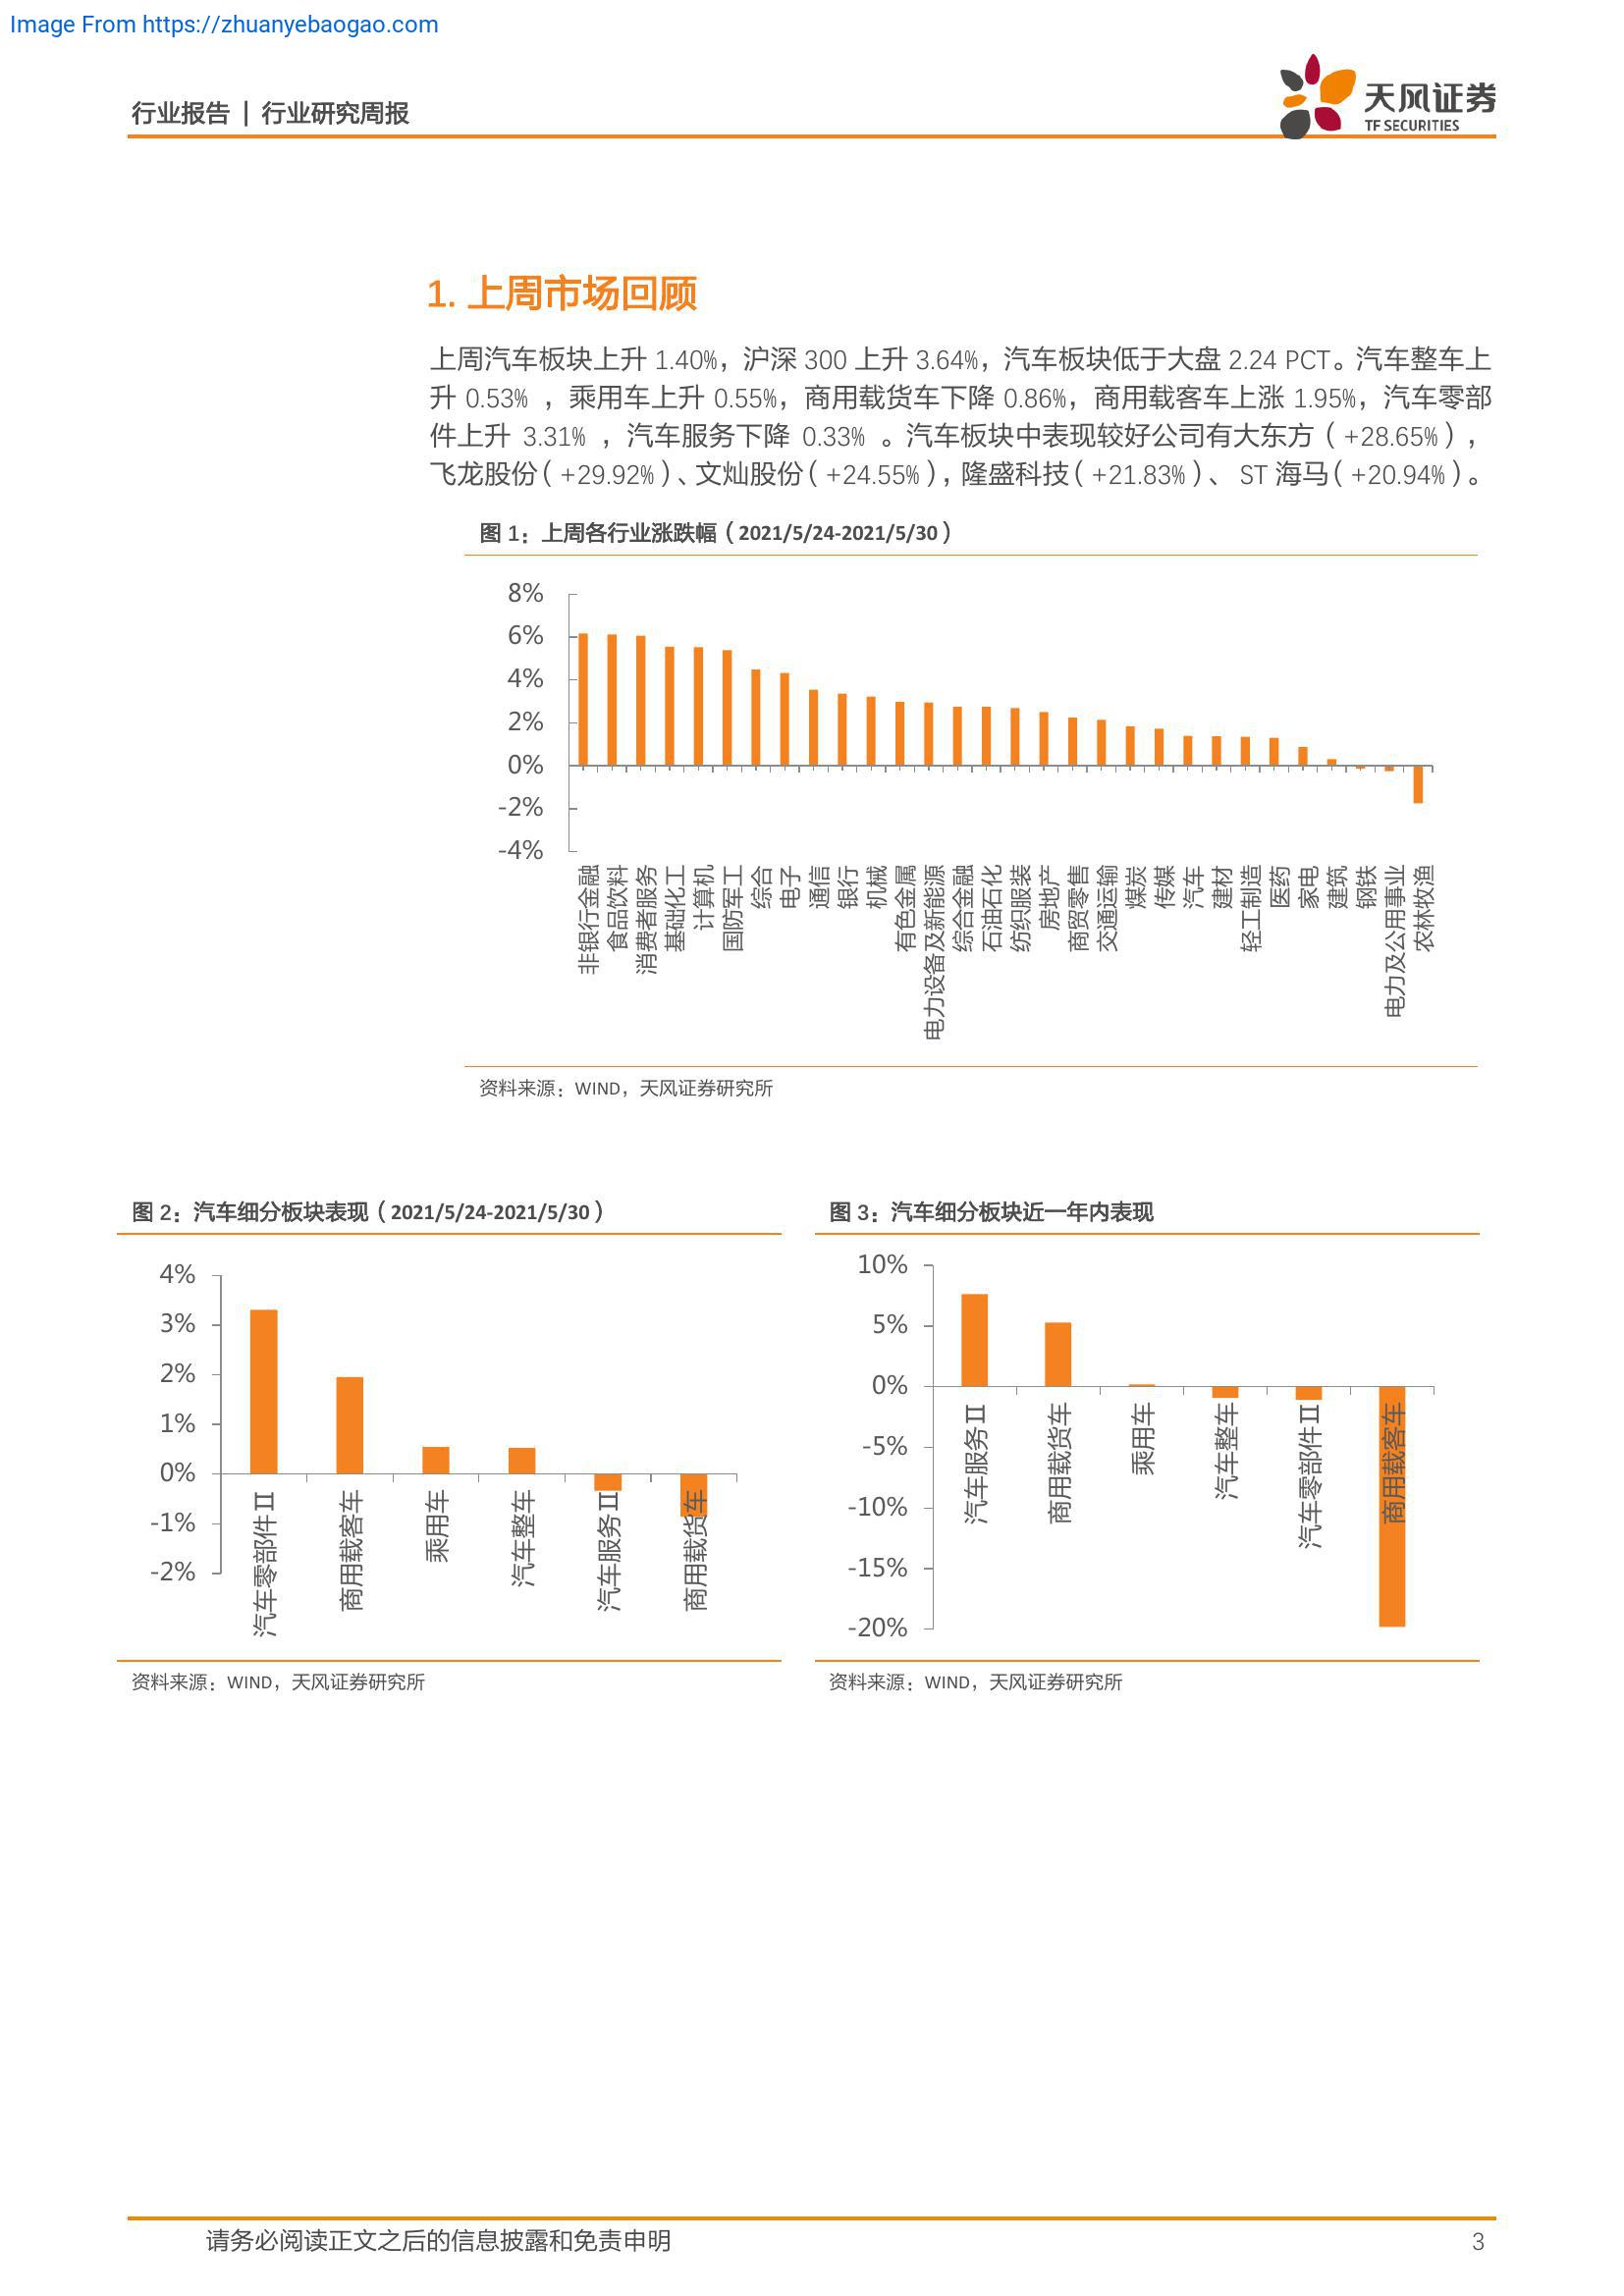 Image From https://zhuanyebaogao.com
行业报告 | 行业研究周报
天风证券
TF SECURITIES
1. 上周市场回顾
上周汽车板块上升 1.40%，沪深 300 上升 3.64%，汽车板块低于大盘 2.24 PCT。汽车整车上
升 0.53% ，乘用车上升 0.55%，商用载货车下降 0.86%，商用载客车上涨 1.95%，汽车零部
件上升 3.31% ，汽车服务下降 0.33% 。汽车板块中表现较好公司有大东方（+28.65%），
飞龙股份（+29.92%）、文灿股份（+24.55%），隆盛科技（+21.83%）、 ST 海马（+20.94%）。
图 1：上周各行业涨跌幅（2021/5/24-2021/5/30）
8%
6%
4%
2%
0%
-2%
-4%
非银行金融
食品饮料
消费者服务
基础化工
计算机
国防军工
综合
电子
通信
银行
机械
有色金属
电力设备及新能源
综合金融
石油石化
纺织服装
房地产
商贸零售
交通运输
煤炭
传媒
汽车
建材
轻工制造
医药
家电
建筑
钢铁
电力及公用事业
农林牧渔
资料来源：WIND，天风证券研究所
图 2：汽车细分板块表现（2021/5/24-2021/5/30）
4%
3%
2%
1%
0%
-1%
-2%
汽车零部件Ⅱ
商用载客车
乘用车
汽车整车
汽车服务Ⅱ
商用载货车
资料来源：WIND，天风证券研究所
图 3：汽车细分板块近一年内表现
10%
5%
0%
-5%
-10%
-15%
-20%
汽车服务Ⅱ
商用载货车
乘用车
汽车整车
汽车零部件Ⅱ
商用载客车
资料来源：WIND，天风证券研究所
请务必阅读正文之后的信息披露和免责申明
3